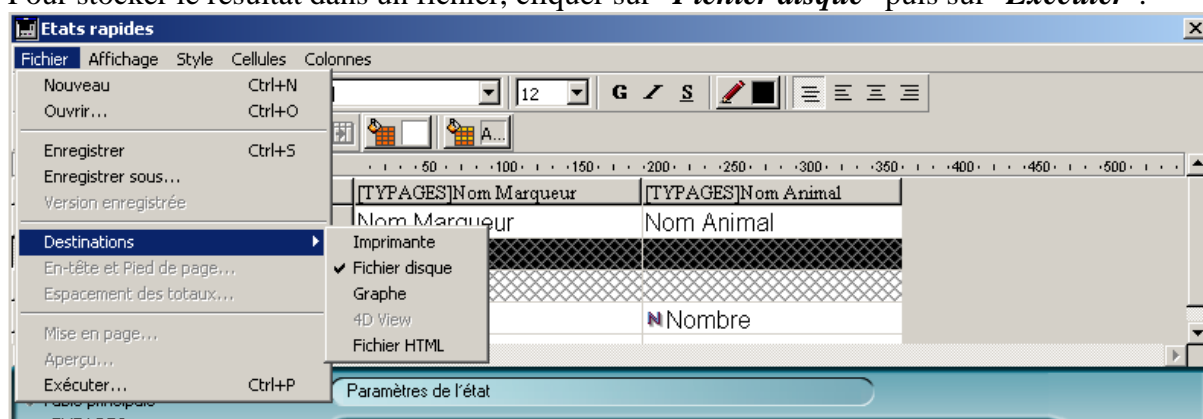 Pour stocker le résultat dans un fichier, cliquer sur "Fichier disque" puis sur "Exécuter".
Etats rapides
Fichier Affichage Style Cellules Colonnes
Nouveau Ctrl+N
12 G I S
Ouvrir... Ctrl+O
A...
Enregistrer Ctrl+S
50 100 150 200 250 300 350 400 450 500
Enregistrer sous...
[TYPAGES]Nom Marqueur [TYPAGES]Nom Animal
Version enregistrée
Nom Marqueur Nom Animal
Destinations
Imprimante
En-tête et Pied de page...
Fichier disque
Espacement des totaux...
Graphe
4D View
N Nombre
Mise en page...
Fichier HTML
Aperçu...
Exécuter... Ctrl+P
Paramètres de l'état